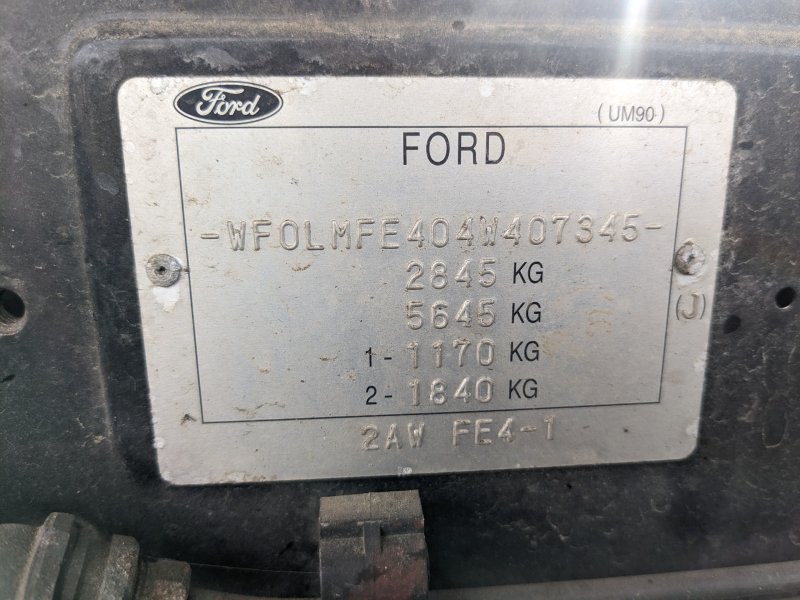 Ford
(UM90)
FORD
-WF0LMFE404W407345-
2845 KG
5645 KG
(J)
1- 1170 KG
2- 1840 KG
2AW FE4-1